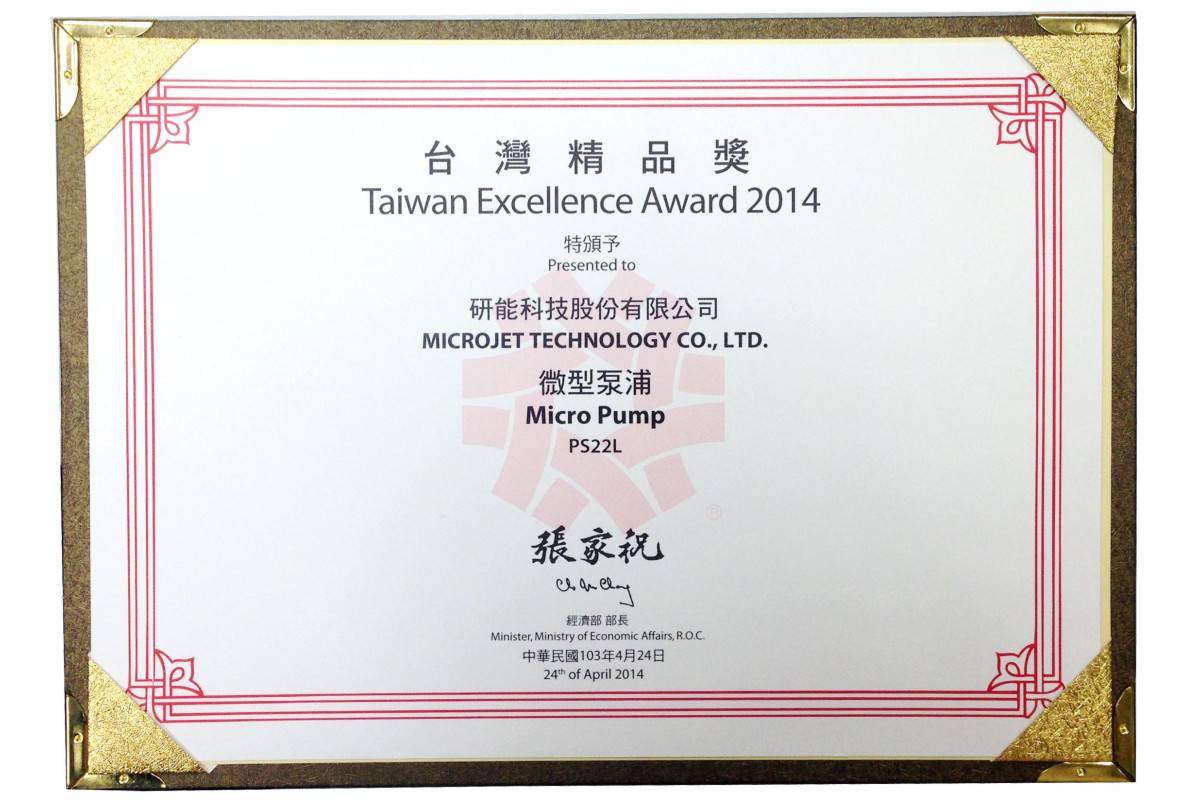 台灣精品獎
Taiwan Excellence Award 2014
特頒予
Presented to
研能科技股份有限公司
MICROJET TECHNOLOGY CO., LTD.
微型泵浦
Micro Pump
PS22L
®
張家祝
經濟部 部長
Minister, Ministry of Economic Affairs, R.O.C.
中華民國103年4月24日
24th of April 2014